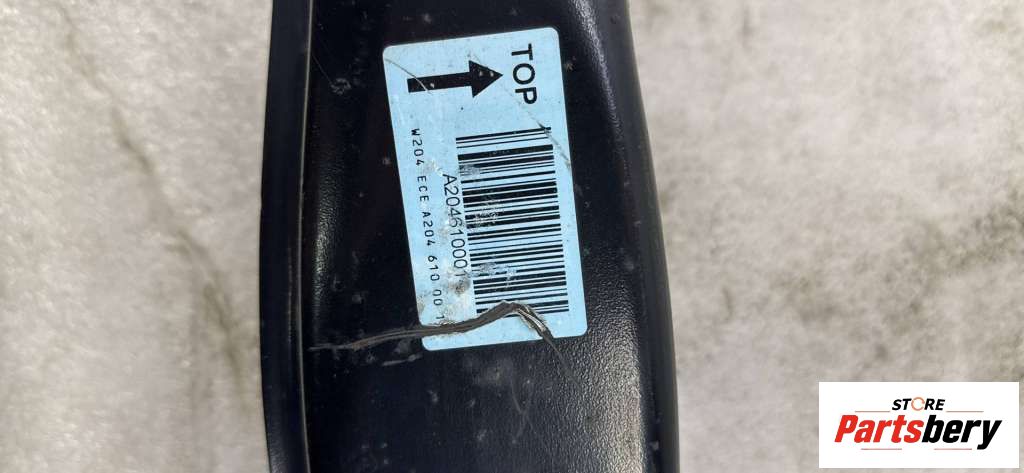 TOP
A2046100
W204 ECE A204 610 00
STORE
Partsbery